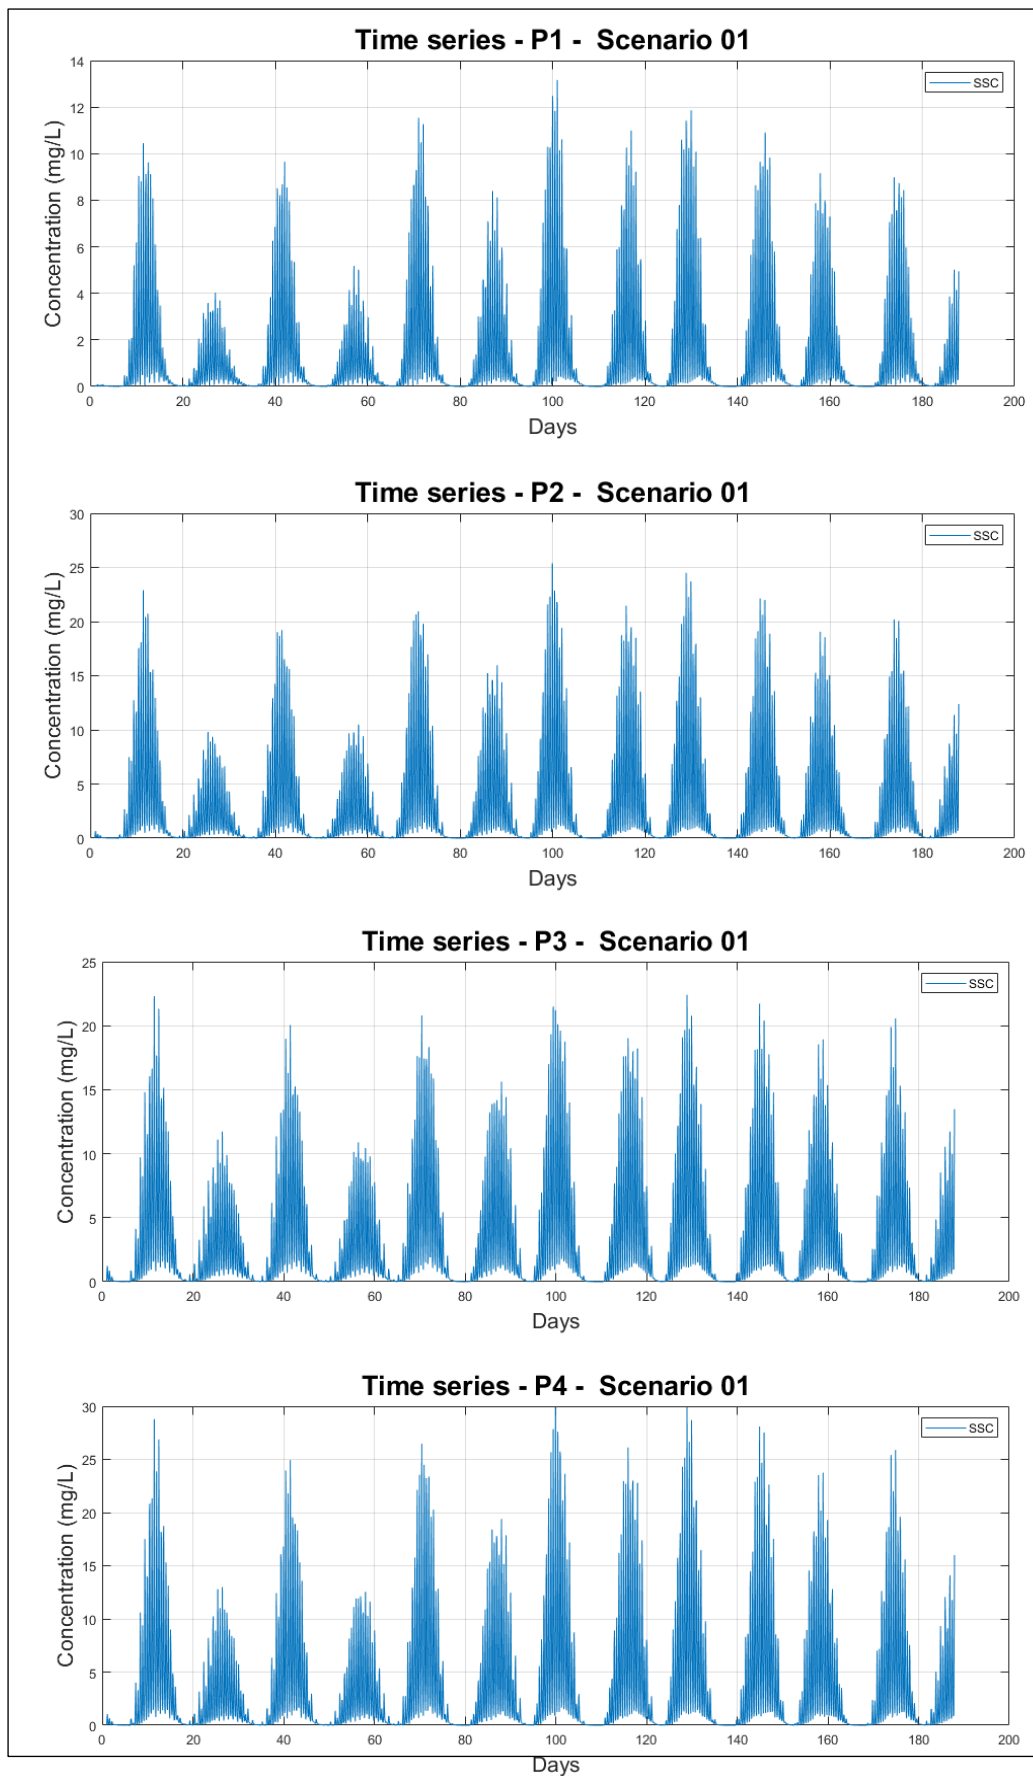 Time series - P1 - Scenario 01
14
12
10
8
6
4
2
0
Concentration (mg/L)
SSC
0 20 40 60 80 100 120 140 160 180 200
Days
Time series - P2 - Scenario 01
30
25
20
15
10
5
0
Concentration (mg/L)
SSC
0 20 40 60 80 100 120 140 160 180 200
Days
Time series - P3 - Scenario 01
25
20
15
10
5
0
Concentration (mg/L)
SSC
0 20 40 60 80 100 120 140 160 180 200
Days
Time series - P4 - Scenario 01
30
25
20
15
10
5
0
Concentration (mg/L)
SSC
0 20 40 60 80 100 120 140 160 180 200
Days